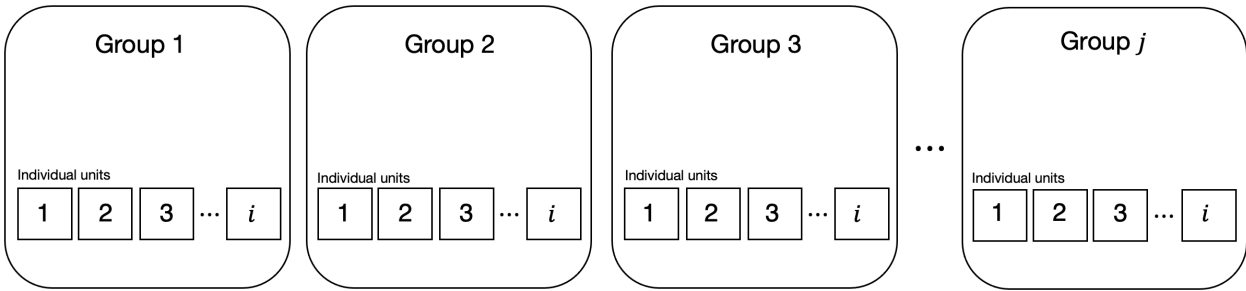 Group 1
Individual units
1 2 3 ... i
Group 2
Individual units
1 2 3 ... i
Group 3
Individual units
1 2 3 ... i
...
Group j
Individual units
1 2 3 ... i